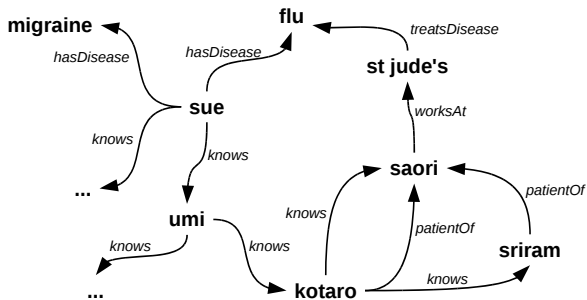 flu
migraine
treatsDisease
hasDisease
hasDisease
st jude's
sue
worksAt
knows
knows
saori
...
knows
patientOf
patientOf
umi
knows
knows
sriram
knows
...
kotaro